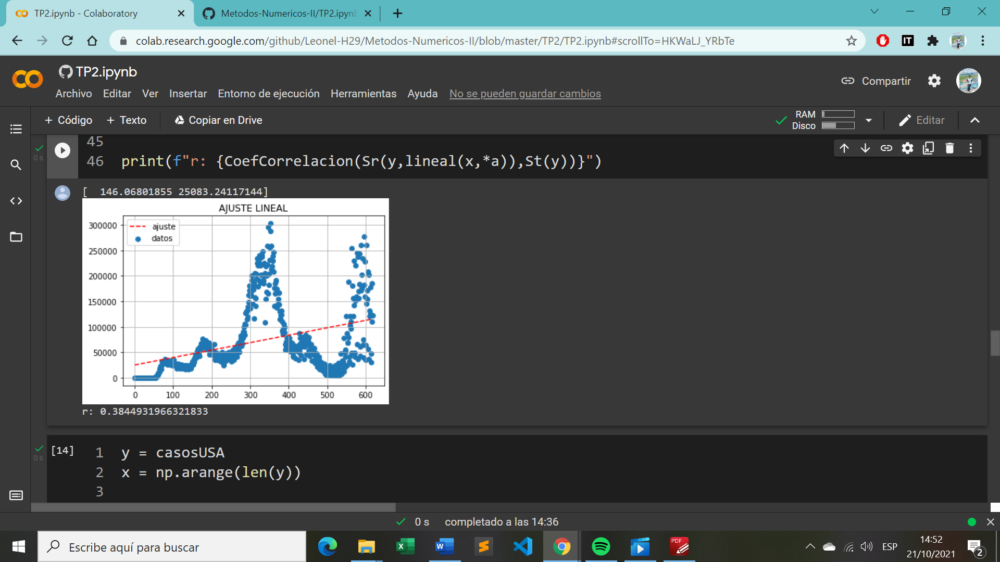 TP2.ipynb - Colaboratory
Metodos-Numericos-II/TP2.ipynb
colab.research.google.com/github/Leonel-H29/Metodos-Numericos-II/blob/master/TP2/TP2.ipynb#scrollTo=HKWaLJ_YRbTe
IT
TP2.ipynb
Archivo Editar Ver Insertar Entorno de ejecución Herramientas Ayuda No se pueden guardar cambios
Compartir
+ Código + Texto Copiar en Drive
RAM
Disco
Editar
0 s
45
46 print(f"r: {CoefCorrelacion(Sr(y,lineal(x,*a)),St(y))}")
[ 146.06801855 25083.24117144]
AJUSTE LINEAL
ajuste
datos
300000
250000
200000
150000
100000
50000
0
0 100 200 300 400 500 600
r: 0.3844931966321833
0 s
[14]
1 y = casosUSA
2 x = np.arange(len(y))
3
0 s completado a las 14:36
Escribe aquí para buscar
PDF
ESP
14:52
21/10/2021
2